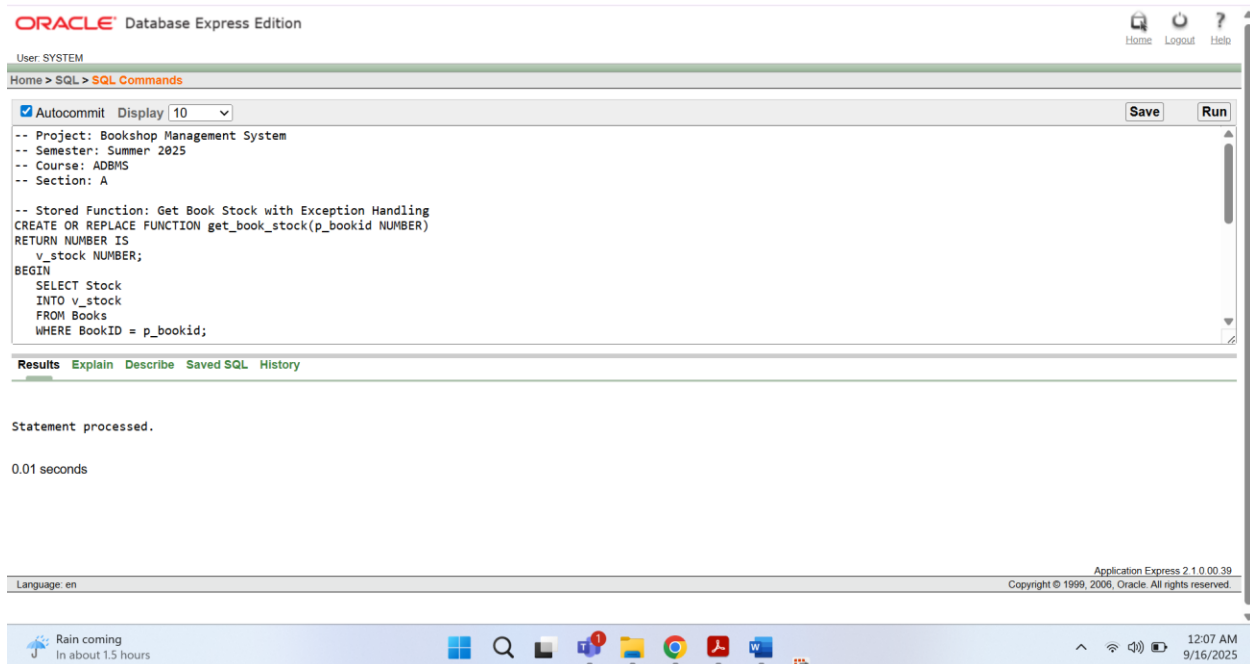 ORACLE® Database Express Edition
Home Logout Help
User: SYSTEM
Home > SQL > SQL Commands
Autocommit Display 10
Save Run
-- Project: Bookshop Management System
-- Semester: Summer 2025
-- Course: ADBMS
-- Section: A
-- Stored Function: Get Book Stock with Exception Handling
CREATE OR REPLACE FUNCTION get_book_stock(p_bookid NUMBER)
RETURN NUMBER IS
v_stock NUMBER;
BEGIN
SELECT Stock
INTO v_stock
FROM Books
WHERE BookID = p_bookid;
Results Explain Describe Saved SQL History
Statement processed.
0.01 seconds
Application Express 2.1.0.00.39
Language: en Copyright © 1999, 2006, Oracle. All rights reserved.
Rain coming
In about 1.5 hours
1
12:07 AM
9/16/2025